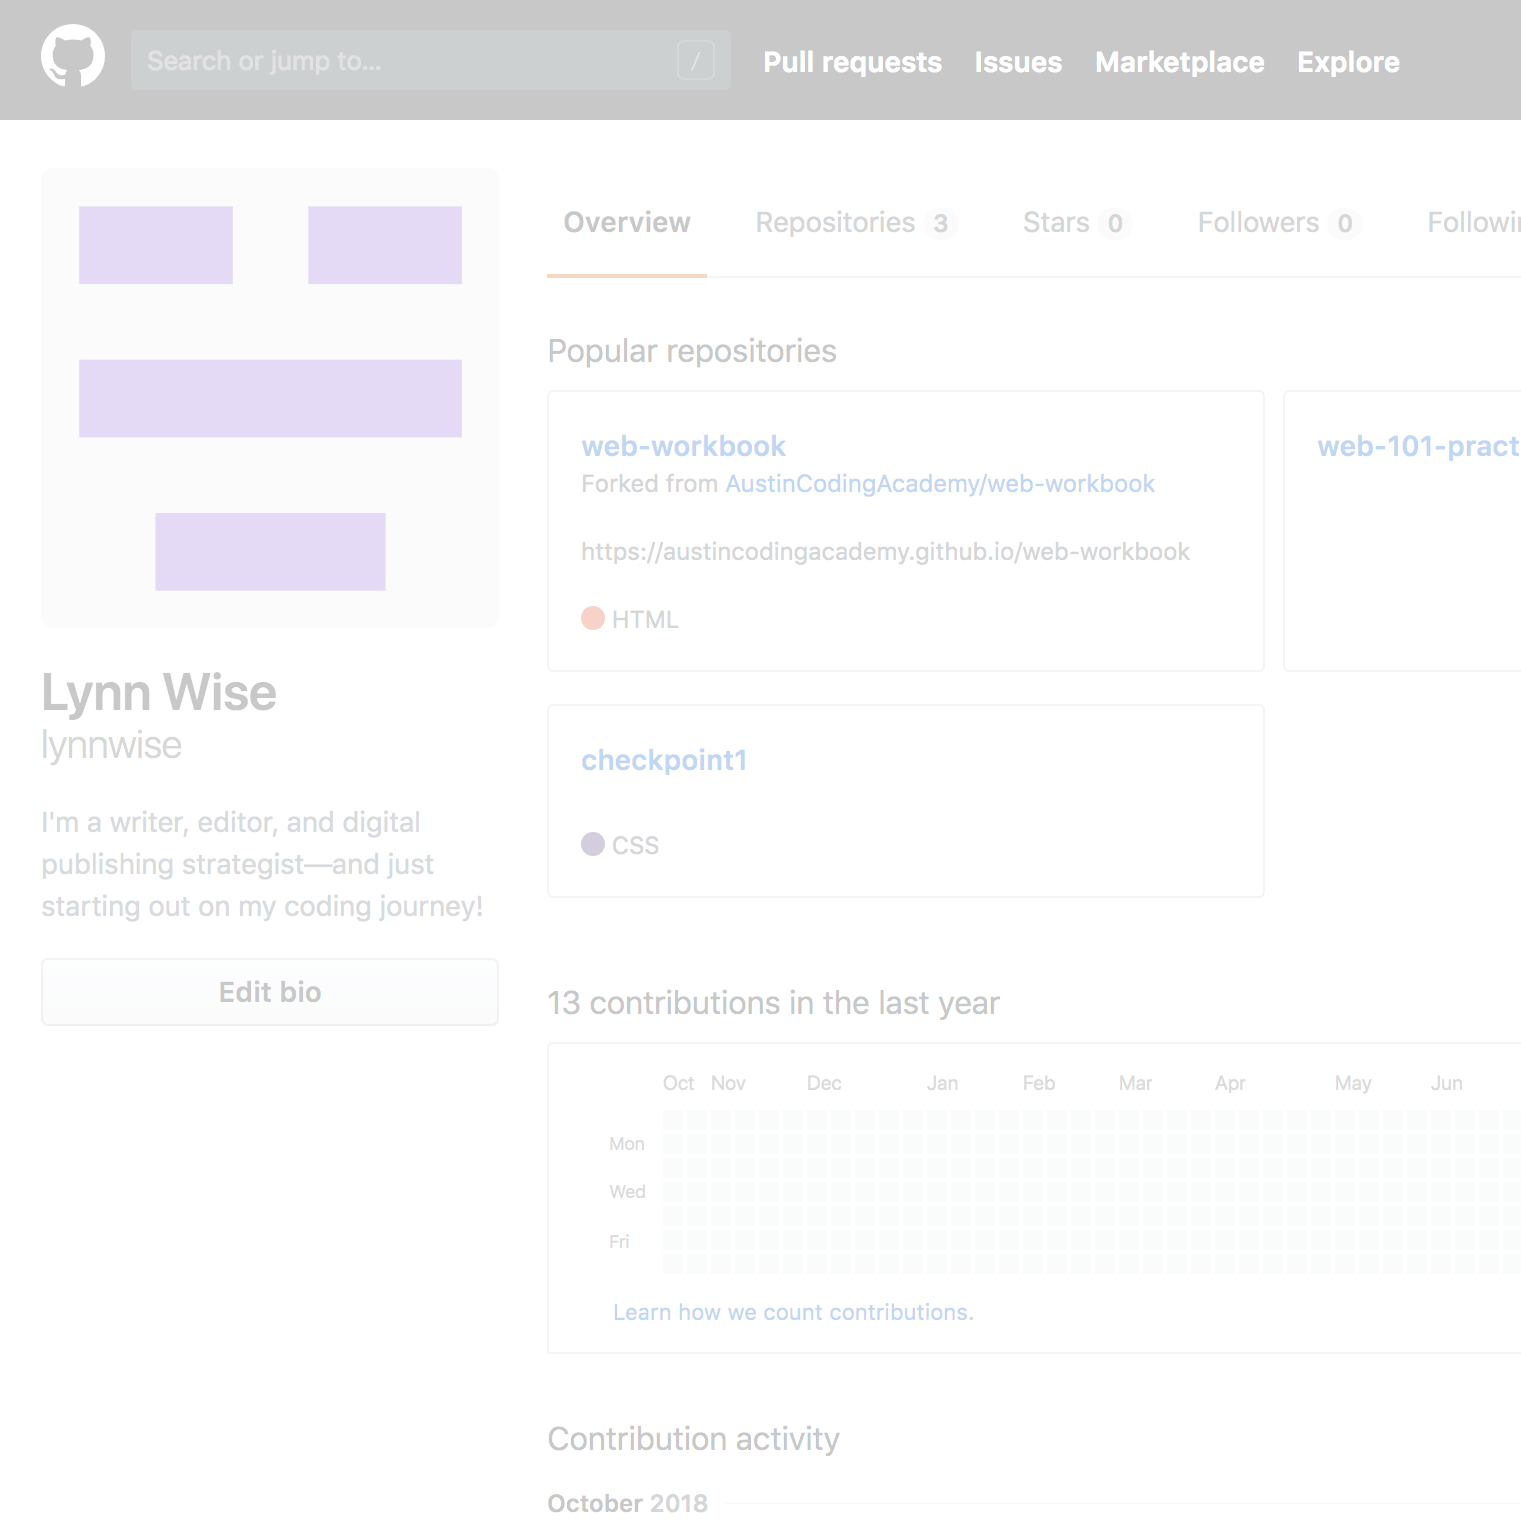 Search or jump to... /
Pull requests Issues Marketplace Explore
Overview Repositories 3 Stars 0 Followers 0 Followin
Popular repositories
web-workbook
Forked from AustinCodingAcademy/web-workbook
https://austincodingacademy.github.io/web-workbook
HTML
web-101-pract
checkpoint1
CSS
Lynn Wise
lynnwise
I'm a writer, editor, and digital
publishing strategist—and just
starting out on my coding journey!
Edit bio
13 contributions in the last year
Oct Nov Dec Jan Feb Mar Apr May Jun
Mon
Wed
Fri
Learn how we count contributions.
Contribution activity
October 2018